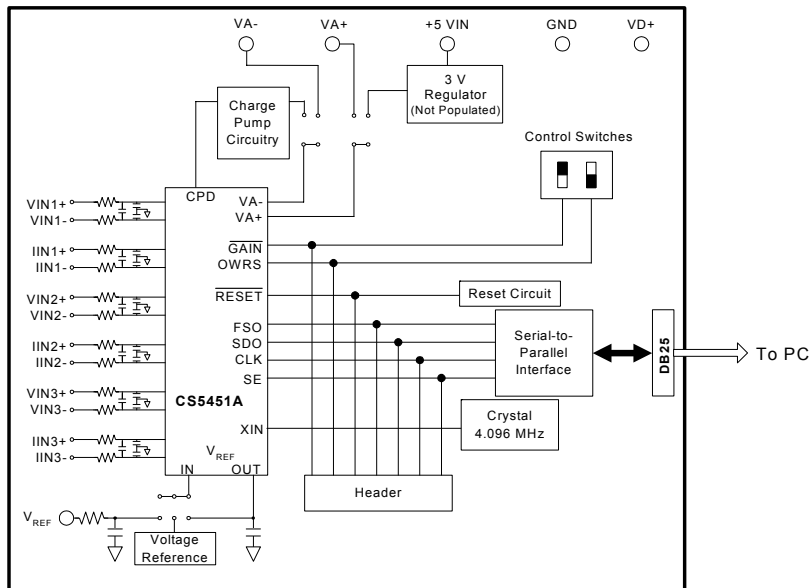 VA-
VA+
+5 VIN
GND
VD+
3 V
Regulator
(Not Populated)
Charge
Pump
Circuitry
Control Switches
CPD
VA-
VA+
GAIN
OWRS
RESET
FSO
SDO
CLK
SE
XIN
VIN1+
VIN1-
IIN1+
IIN1-
VIN2+
VIN2-
IIN2+
IIN2-
VIN3+
VIN3-
IIN3+
IIN3-
CS5451A
VREF
IN
OUT
Reset Circuit
Serial-to-
Parallel
Interface
DB25
To PC
Crystal
4.096 MHz
Header
VREF
Voltage
Reference